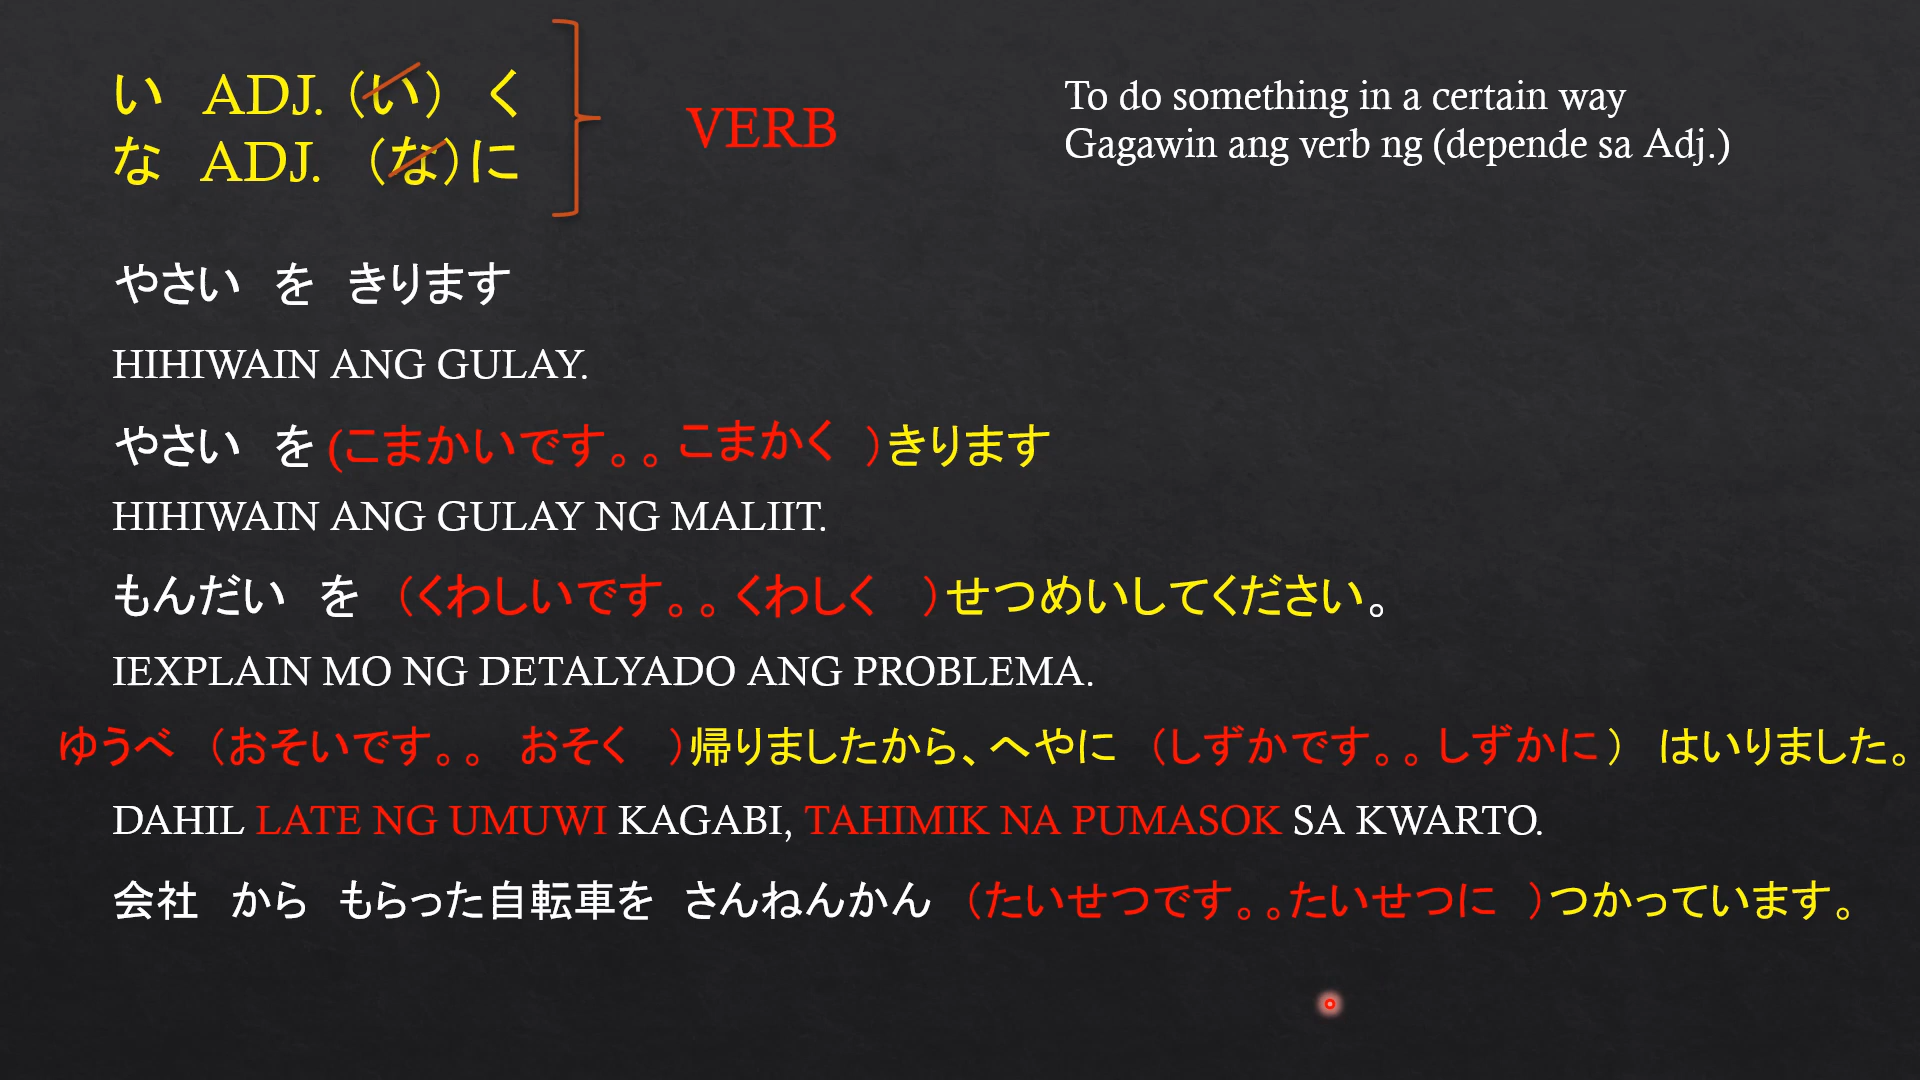 い　ADJ. (い)　く
な　ADJ.　(な)に
VERB
To do something in a certain way
Gagawin ang verb ng (depende sa Adj.)
やさい　を　きります
HIHIWAIN ANG GULAY.
やさい　を (こまかいです。。こまかく　)きります
HIHIWAIN ANG GULAY NG MALIIT.
もんだい　を　(くわしいです。。くわしく　)せつめいしてください。
IEXPLAIN MO NG DETALYADO ANG PROBLEMA.
ゆうべ　(おそいです。。　おそく　)帰りましたから、へやに　(しずかです。。しずかに)　はいりました。
DAHIL LATE NG UMUWI KAGABI, TAHIMIK NA PUMASOK SA KWARTO.
会社　から　もらった自転車を　さんねんかん　(たいせつです。。たいせつに　)つかっています。